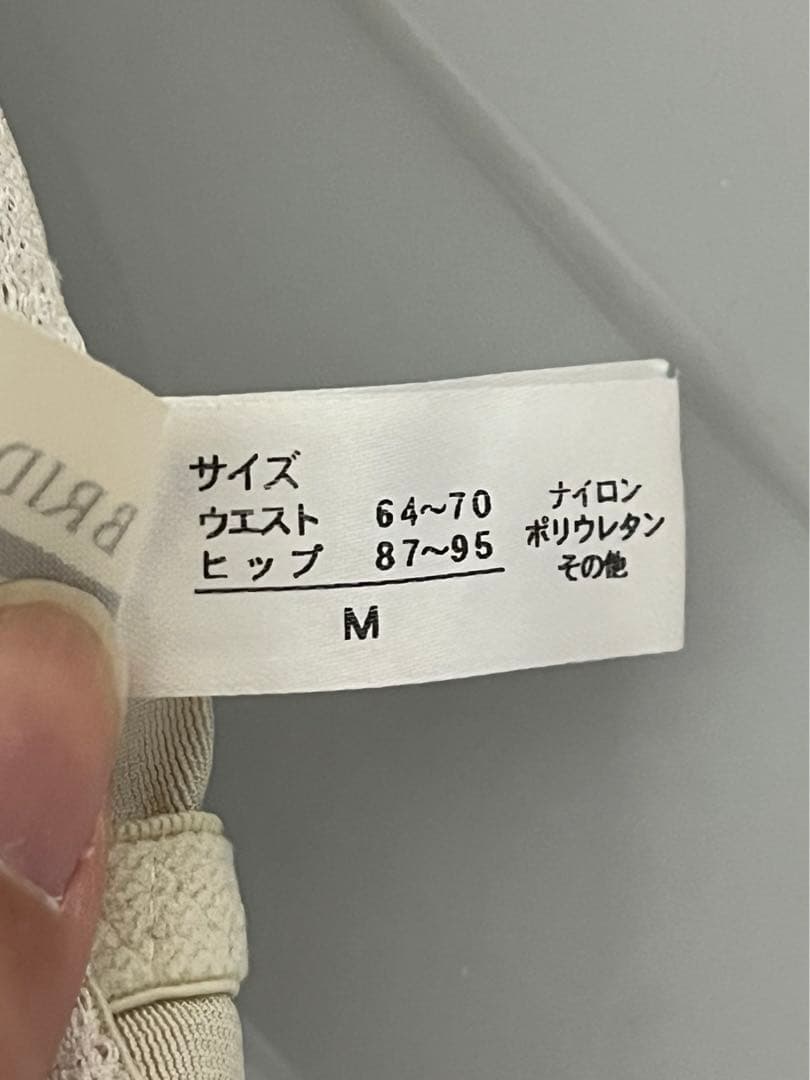 サイズ
ウエスト 64~70
ヒップ 87~95
M
ナイロン
ポリウレタン
その他
BRID